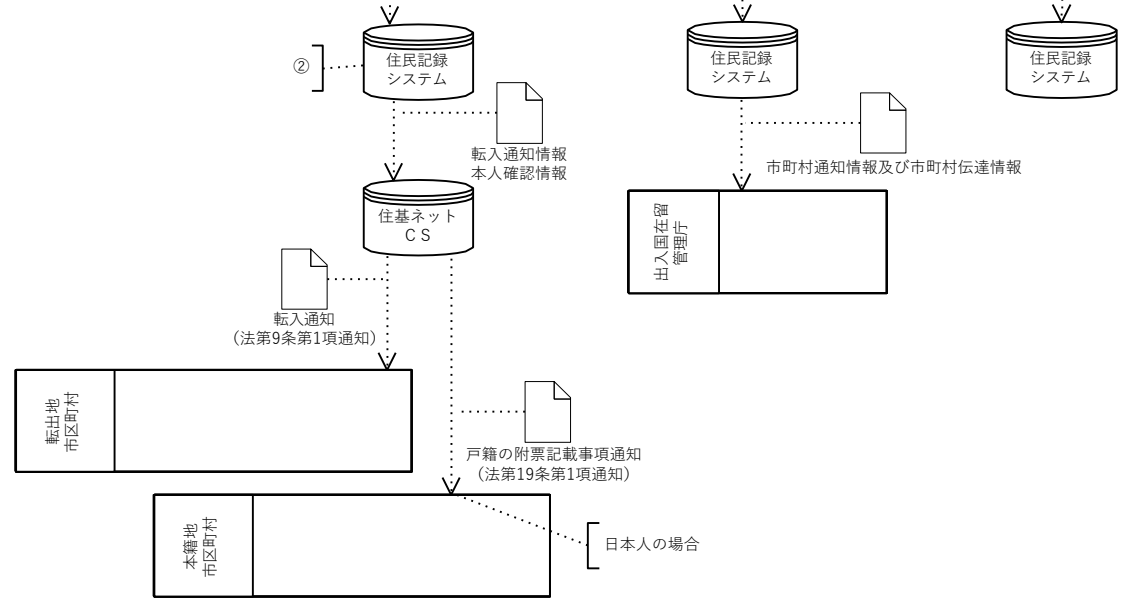 ②
住民記録
システム
住民記録
システム
住民記録
システム
転入通知情報
本人確認情報
市町村通知情報及び市町村伝達情報
住基ネット
ＣＳ
出入国在留
管理庁
転入通知
（法第9条第1項通知）
転出地
市区町村
戸籍の附票記載事項通知
（法第19条第1項通知）
本籍地
市区町村
日本人の場合